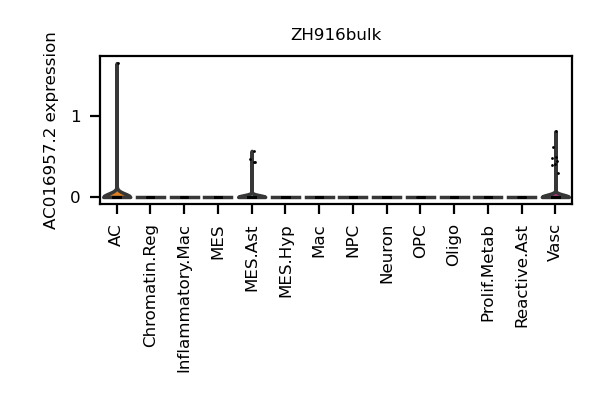 ZH916bulk
AC016957.2 expression
1
0
AC
Chromatin.Reg
Inflammatory.Mac
MES
MES.Ast
MES.Hyp
Mac
NPC
Neuron
OPC
Oligo
Prolif.Metab
Reactive.Ast
Vasc